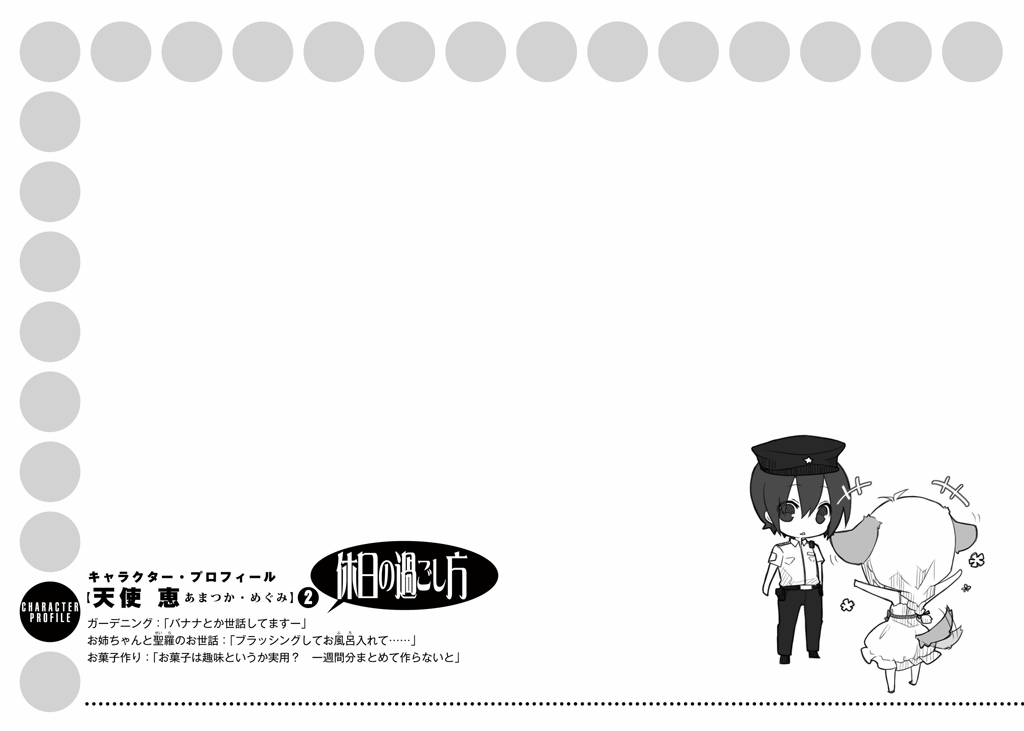 休日の過ごし方
キャラクター・プロフィール
【天使 恵 あまつか・めぐみ】❷
CHARACTER
PROFILE
ガーデニング：「バナナとか世話してますー」
お姉ちゃんと聖羅のお世話：「ブラッシングしてお風呂入れて……」
お菓子作り：「お菓子は趣味というか実用？　一週間分まとめて作らないと」